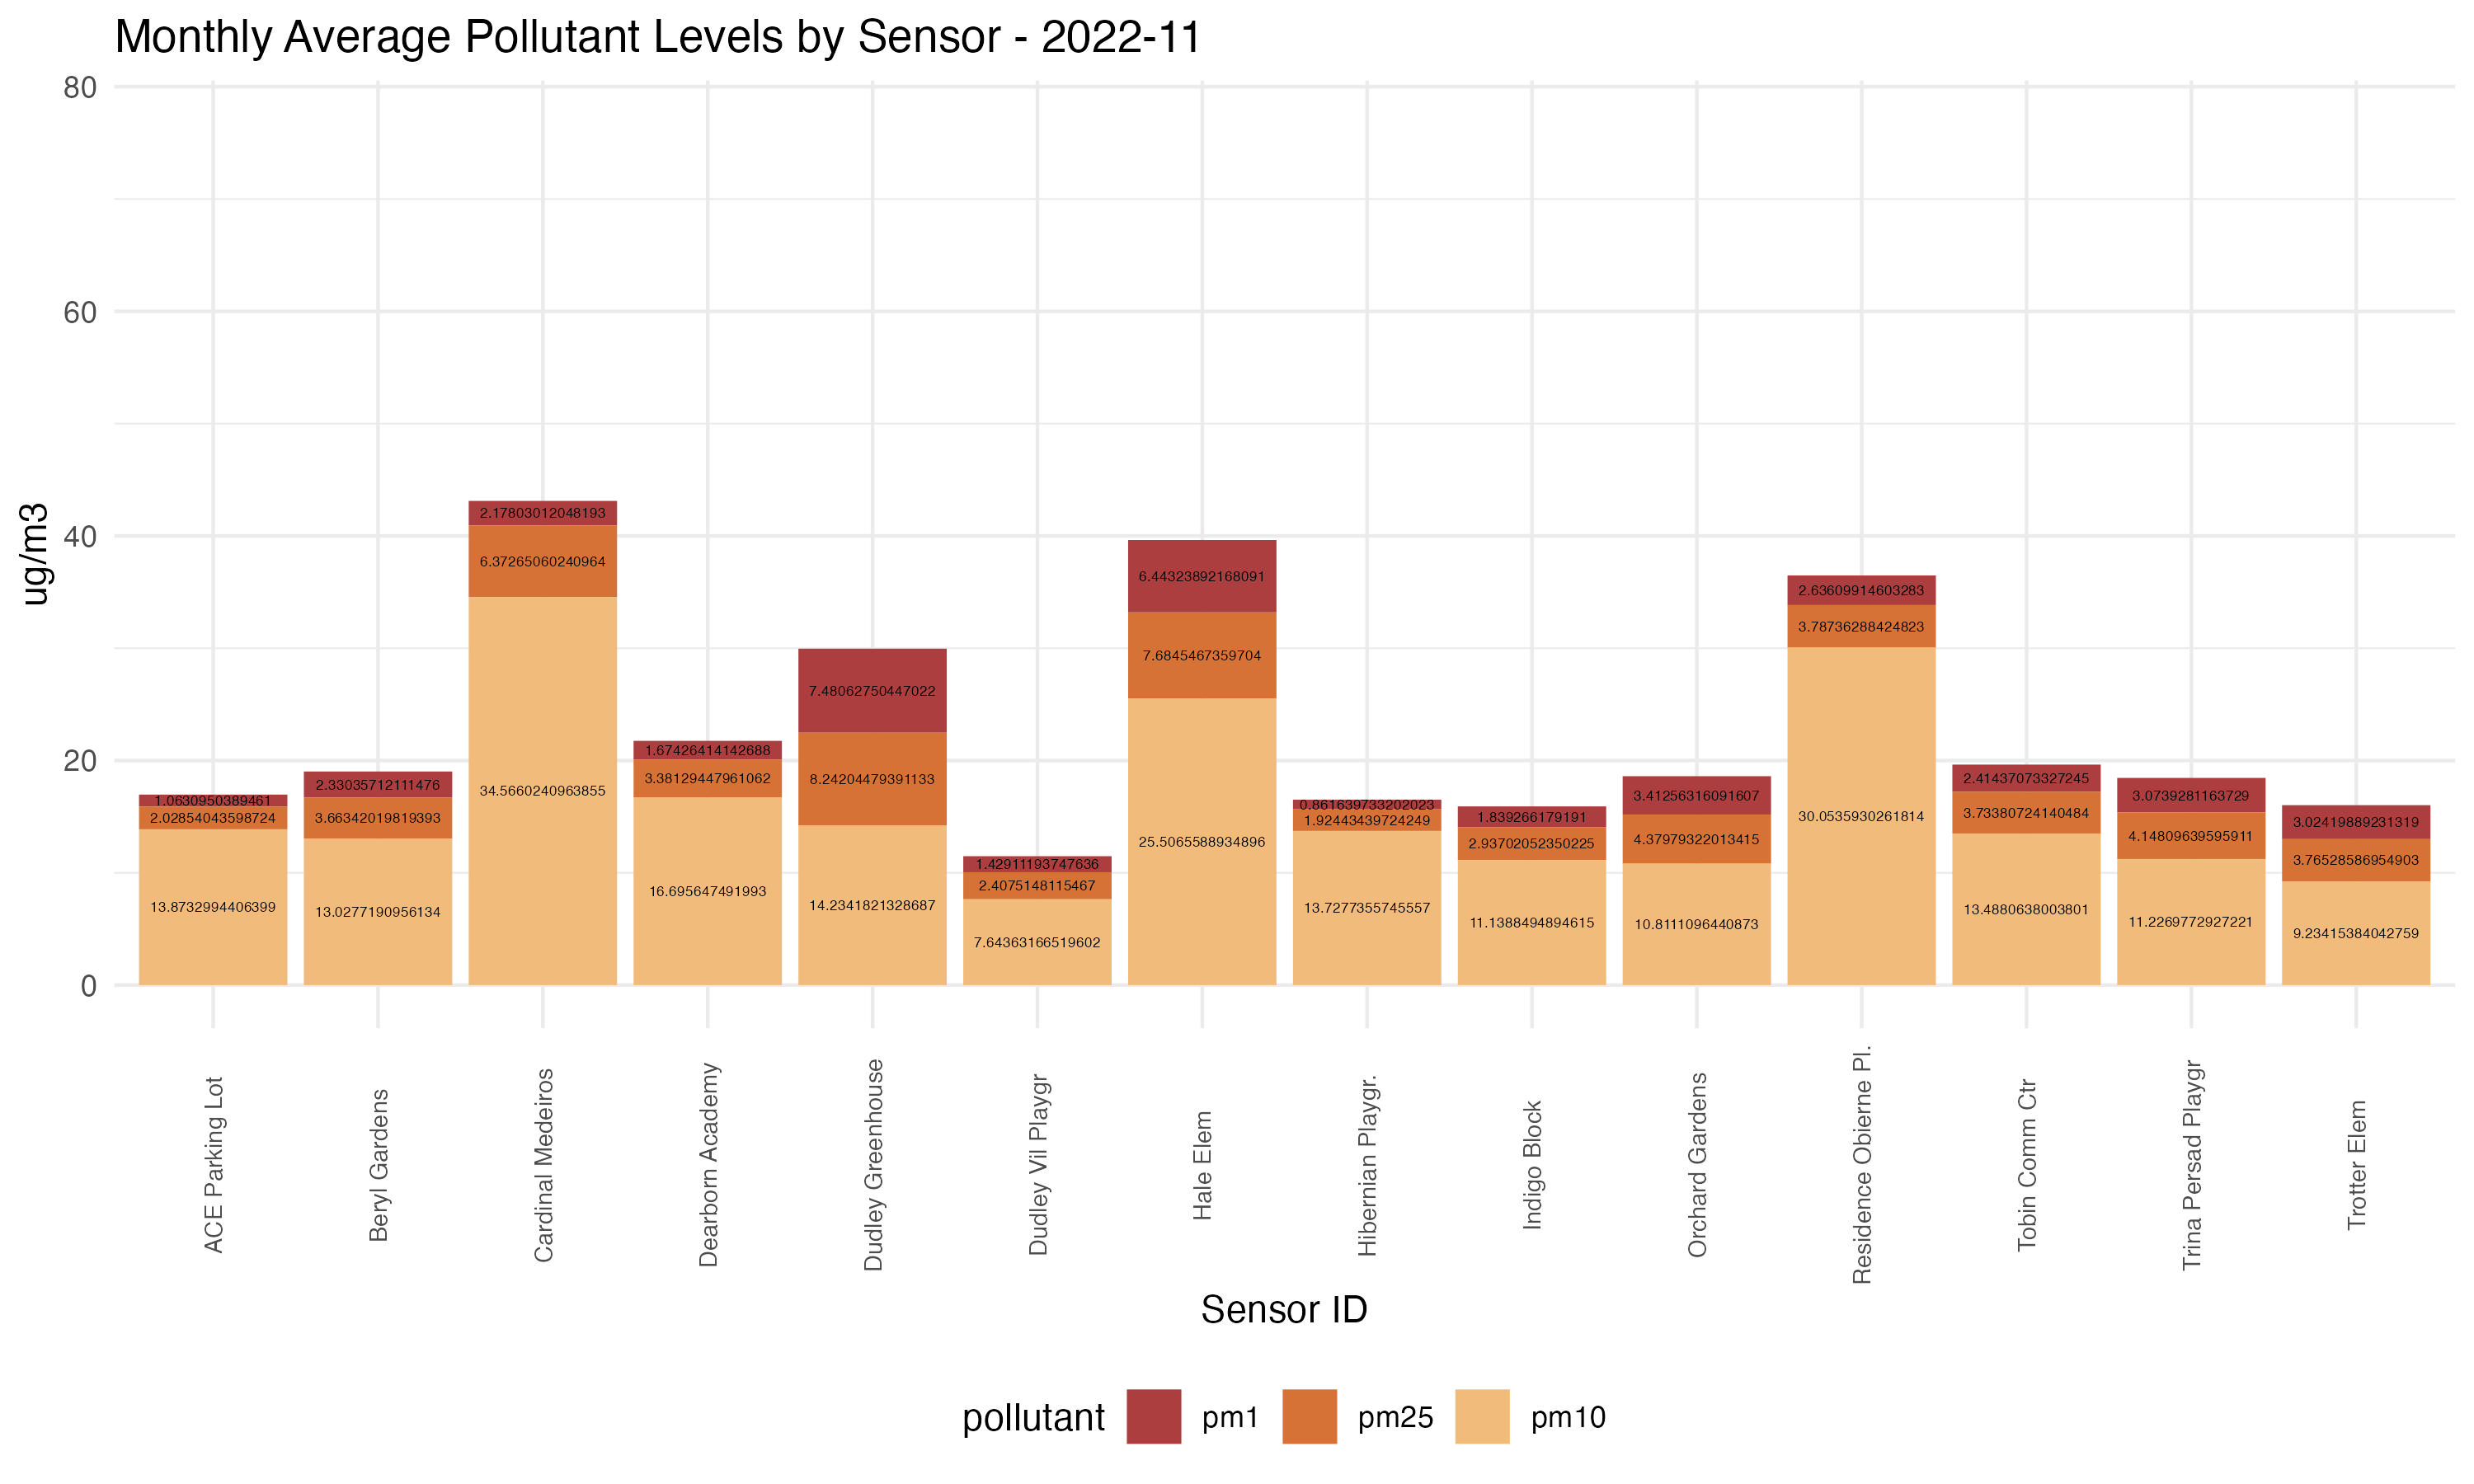 Monthly Average Pollutant Levels by Sensor - 2022-11
ug/m3
80
60
40
20
0
1.0630950389461
2.02854043598724
13.8732994406399
2.33035712111476
3.66342019819393
13.0277190956134
2.17803012048193
6.37265060240964
34.5660240963855
1.67426414142688
3.38129447961062
16.695647491993
7.48062750447022
8.24204479391133
14.2341821328687
1.42911193747636
2.4075148115467
7.64363166519602
6.44323892168091
7.6845467359704
25.5065588934896
0.861639733202023
1.92443439724249
13.7277355745557
1.839266179191
2.93702052350225
11.1388494894615
3.41256316091607
4.37979322013415
10.8111096440873
2.63609914603283
3.78736288424823
30.0535930261814
2.41437073327245
3.73380724140484
13.4880638003801
3.0739281163729
4.14809639595911
11.2269772927221
3.02419889231319
3.76528586954903
9.23415384042759
ACE Parking Lot
Beryl Gardens
Cardinal Medeiros
Dearborn Academy
Dudley Greenhouse
Dudley Vil Playgr
Hale Elem
Hibernian Playgr.
Indigo Block
Orchard Gardens
Residence Obierne Pl.
Tobin Comm Ctr
Trina Persad Playgr
Trotter Elem
Sensor ID
pollutant pm1 pm25 pm10